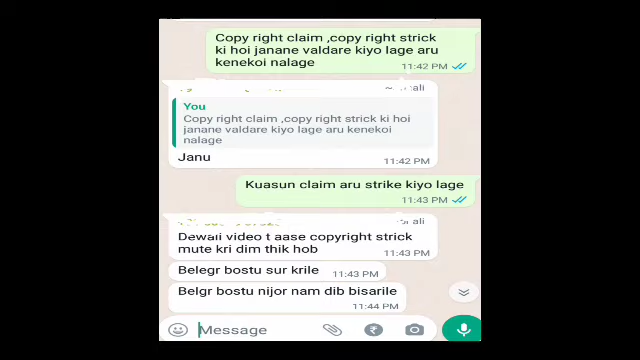 Copy right claim ,copy right strick
ki hoi janane valdare kiyo lage aru
kenekoi nalage
11:42 PM
ali
You
Copy right claim ,copy right strick ki hoi
janane valdare kiyo lage aru kenekoi
nalage
Janu
11:42 PM
Kuasun claim aru strike kiyo lage
11:43 PM
ali
Dewali video t aase copyright strick
mute kri dim thik hob
11:43 PM
Belegr bostu sur krile
11:43 PM
Belgr bostu nijor nam dib bisarile
11:44 PM
Message